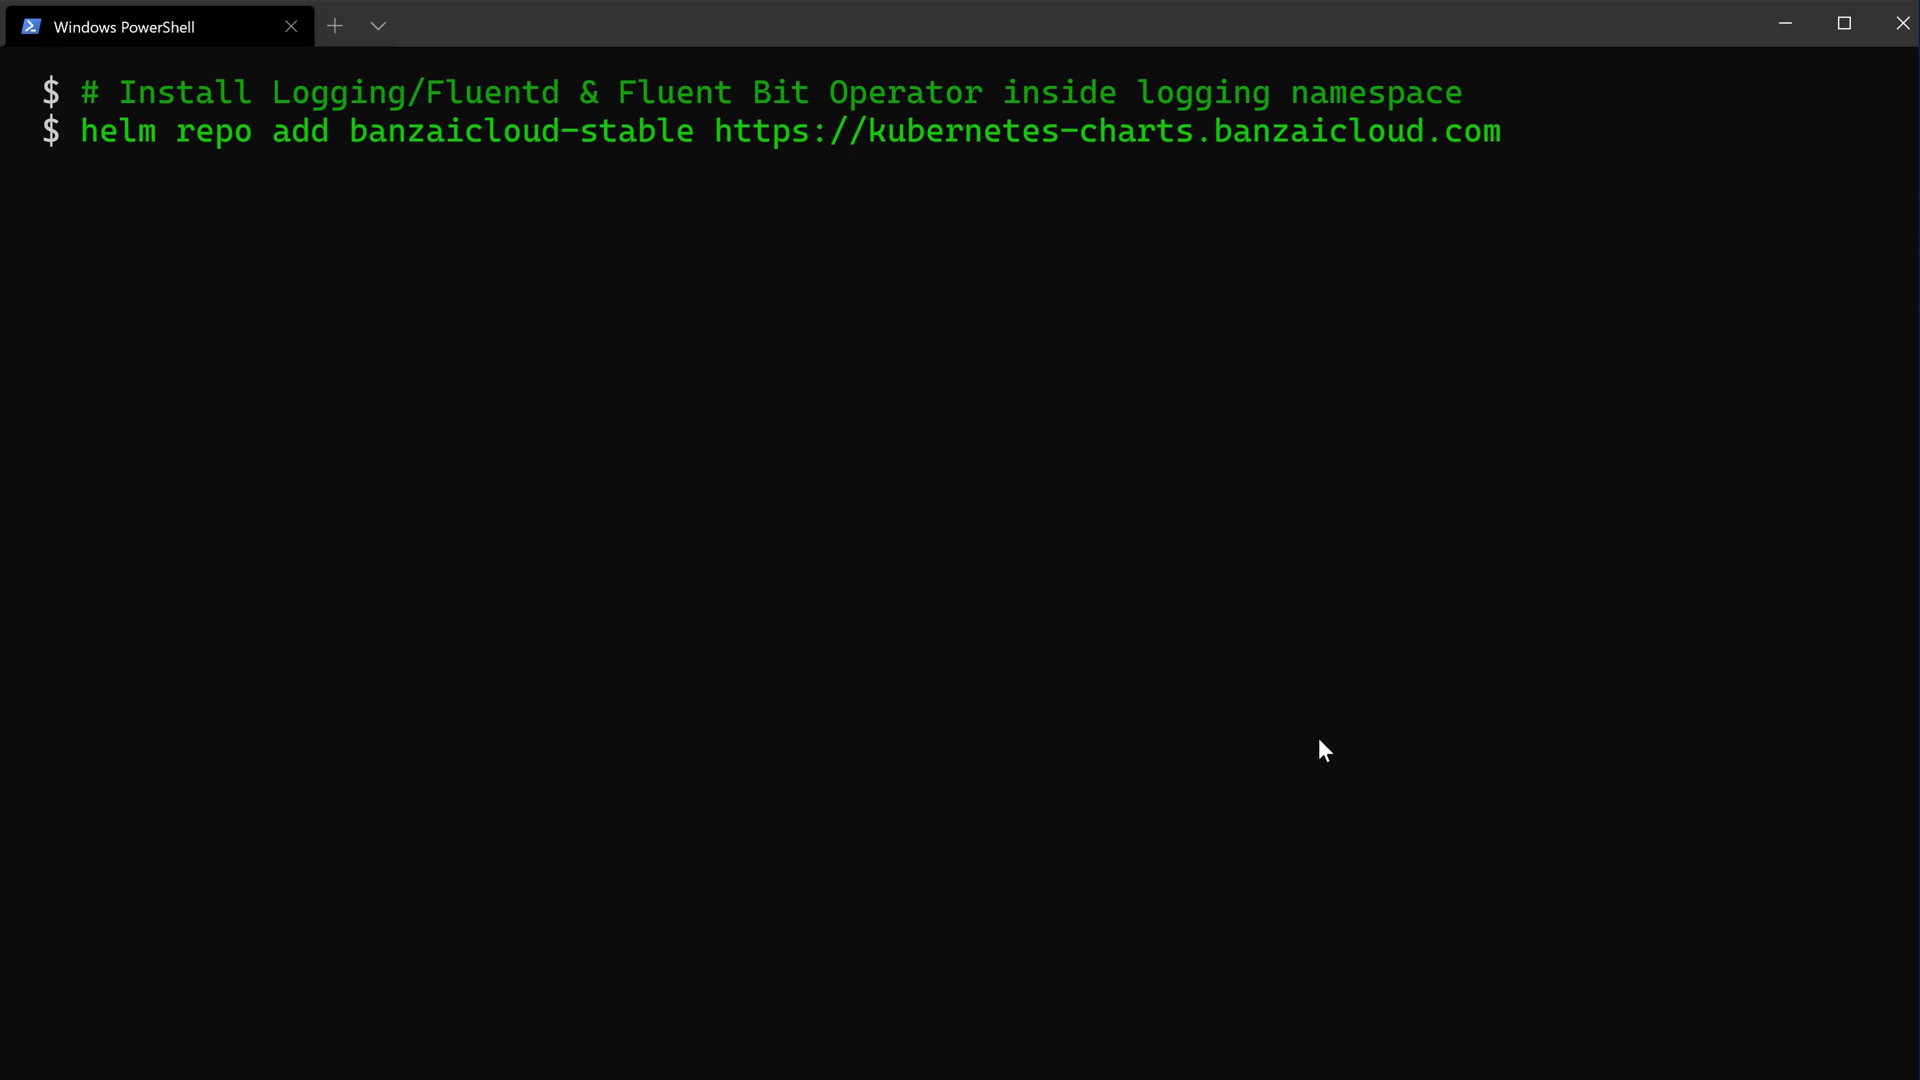 Windows PowerShell
$ # Install Logging/Fluentd & Fluent Bit Operator inside logging namespace
$ helm repo add banzaicloud-stable https://kubernetes-charts.banzaicloud.com